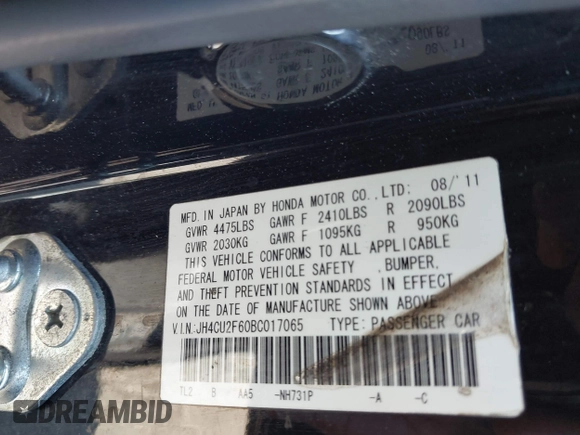 MFD. IN JAPAN BY HONDA MOTOR CO.,LTD: 08/'11
GVWR 4475LBS GAWR F 2410LBS R 2090LBS
GVWR 2030KG GAWR F 1095KG R 950KG
THIS VEHICLE CONFORMS TO ALL APPLICABLE
FEDERAL MOTOR VEHICLE SAFETY ,BUMPER,
AND THEFT PREVENTION STANDARDS IN EFFECT
ON THE DATE OF MANUFACTURE SHOWN ABOVE
V.I.N:JH4CU2F60BC017065 TYPE: PASSENGER CAR
TL2 B AA5 -NH731P -A -C
DREAMBID